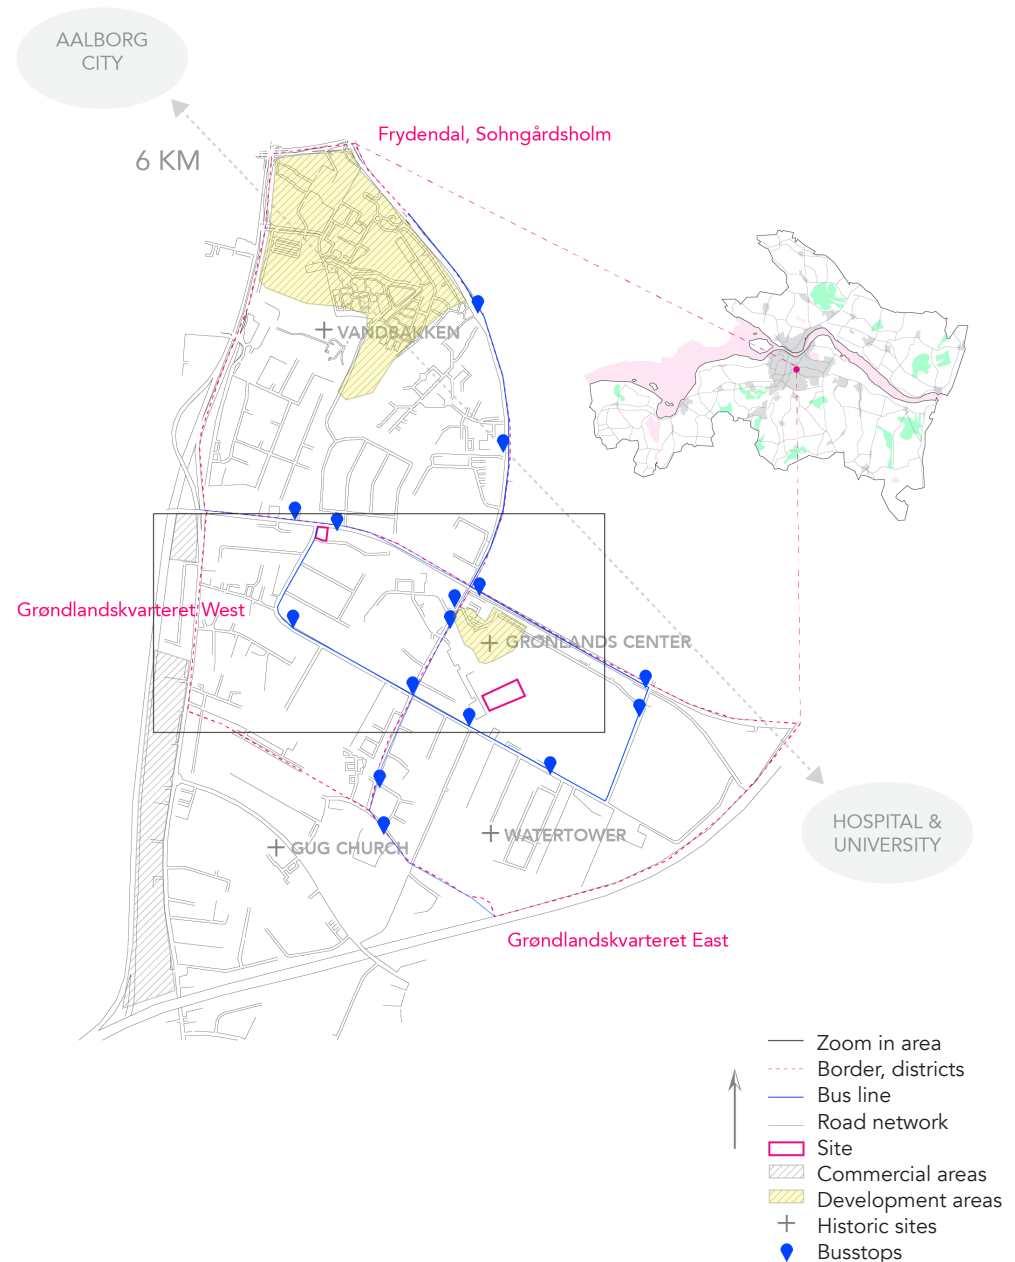 AALBORG
CITY
Frydendal, Sohngårdsholm
6 KM
VANDBAKKEN
Grøndlandskvarteret West
GRØNLANDS CENTER
HOSPITAL &
UNIVERSITY
WATERTOWER
GUG CHURCH
Grøndlandskvarteret East
Zoom in area
Border, districts
Bus line
Road network
Site
Commercial areas
Development areas
Historic sites
Busstops